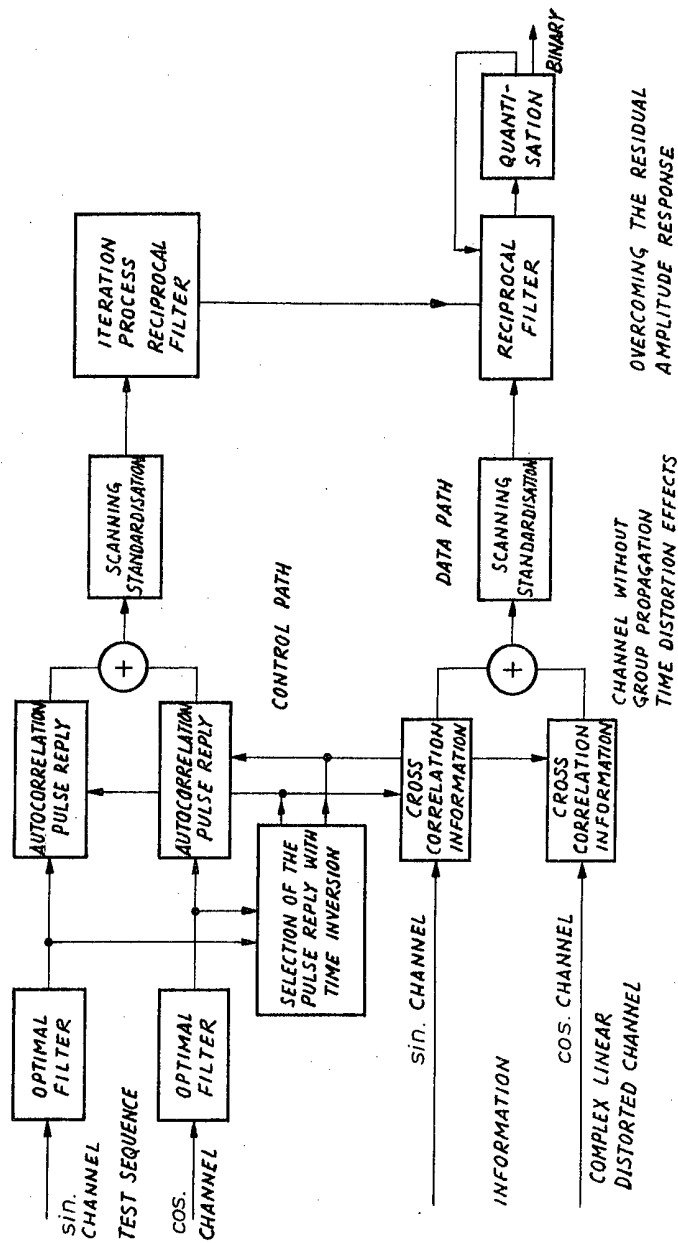 sin.
CHANNEL
TEST SEQUENCE
cos.
CHANNEL
OPTIMAL
FILTER
OPTIMAL
FILTER
AUTOCORRELATION
PULSE REPLY
AUTOCORRELATION
PULSE REPLY
SELECTION OF THE
PULSE REPLY WITH
TIME INVERSION
+
SCANNING
STANDARDISATION
ITERATION
PROCESS
RECIPROCAL
FILTER
CONTROL PATH
sin. CHANNEL
INFORMATION
cos. CHANNEL
COMPLEX LINEAR
DISTORTED CHANNEL
CROSS
CORRELATION
INFORMATION
CROSS
CORRELATION
INFORMATION
+
DATA PATH
SCANNING
STANDARDISATION
CHANNEL WITHOUT
GROUP PROPAGATION
TIME DISTORTION EFFECTS
RECIPROCAL
FILTER
QUANTI-
SATION
BINARY
OVERCOMING THE RESIDUAL
AMPLITUDE RESPONSE